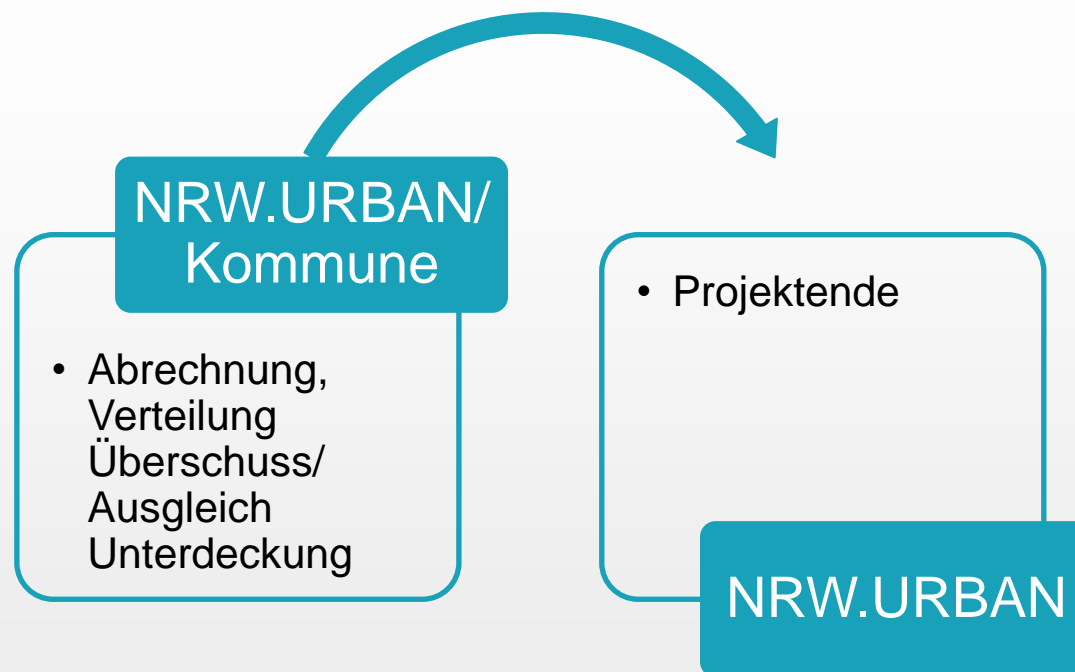 NRW.URBAN/
Kommune
• Abrechnung,
Verteilung
Überschuss/
Ausgleich
Unterdeckung
• Projektende
NRW.URBAN